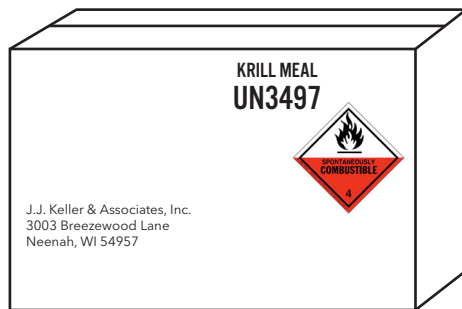 KRILL MEAL
UN3497
SPONTANEOUSLY
COMBUSTIBLE
4
J.J. Keller & Associates, Inc.
3003 Breezewood Lane
Neenah, WI 54957